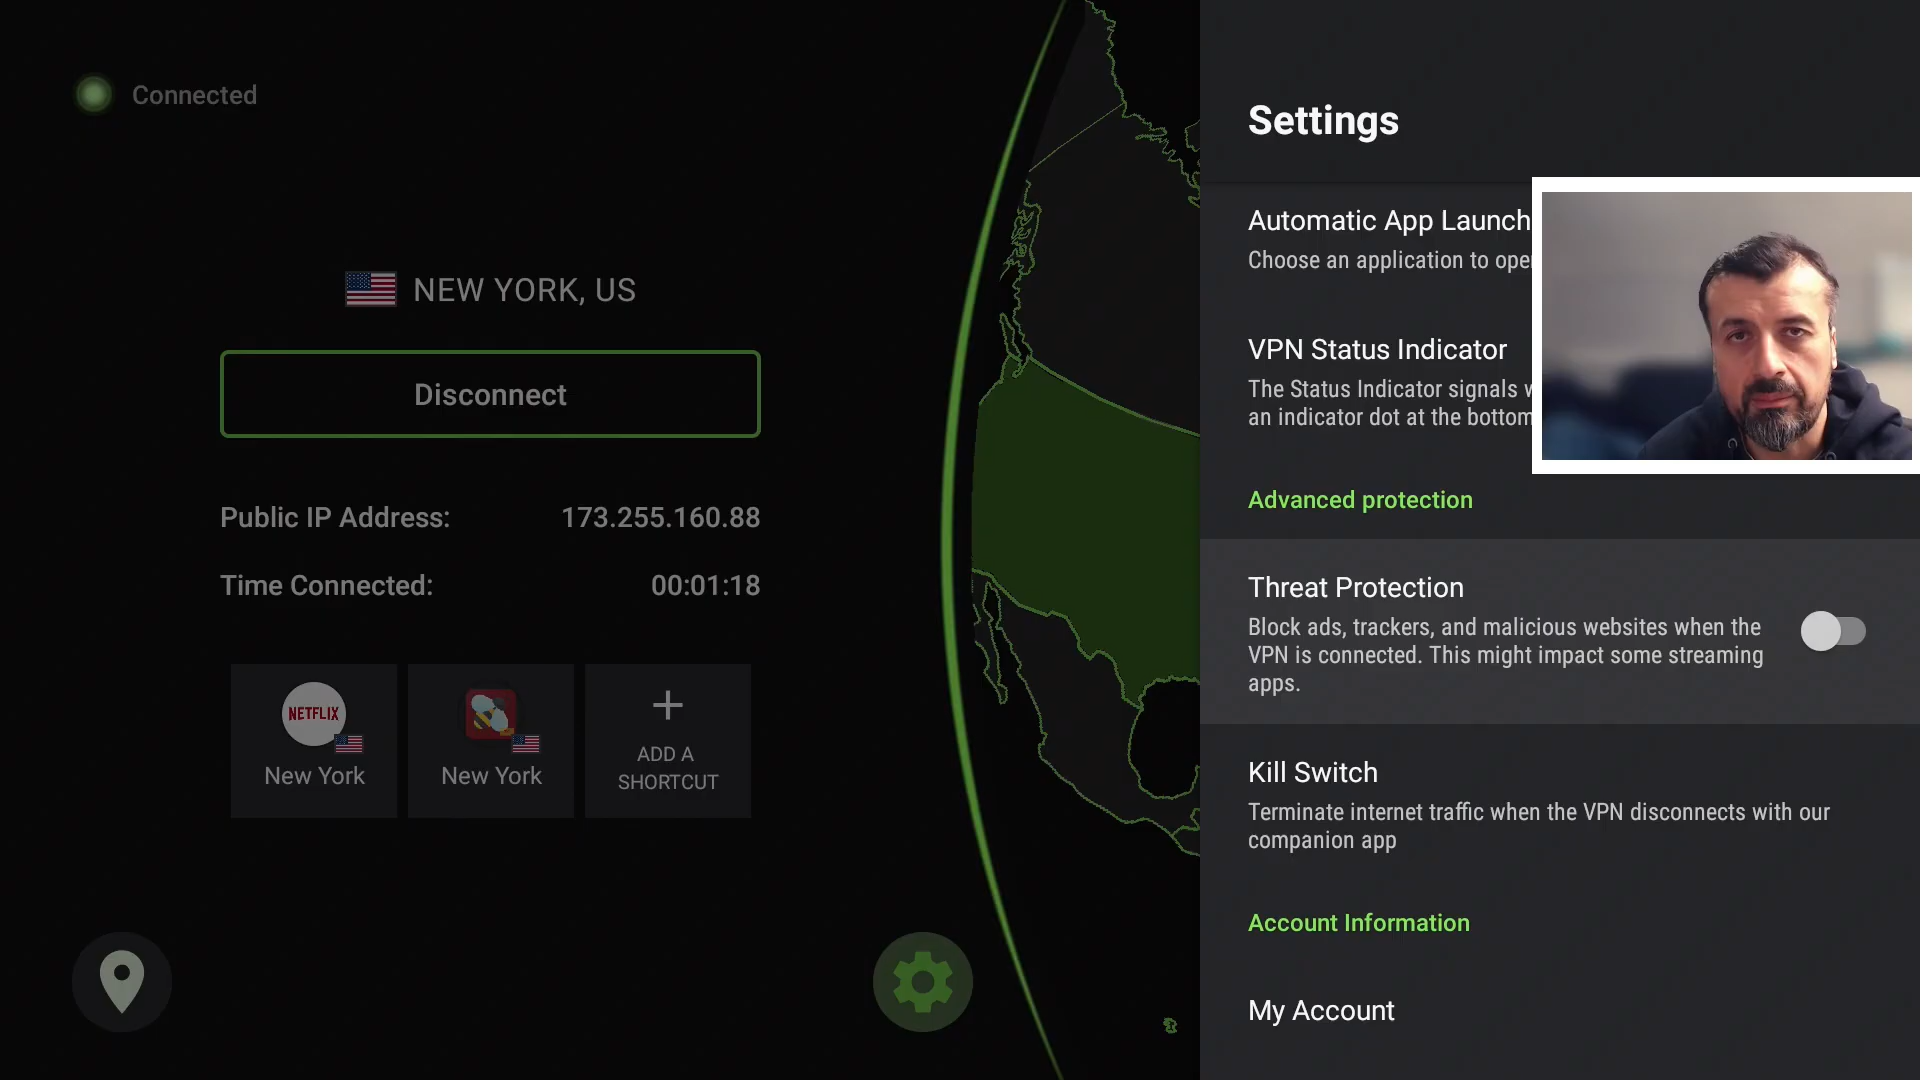 Connected
NEW YORK, US
Disconnect
Public IP Address: 173.255.160.88
Time Connected: 00:01:18
NETFLIX
New York
New York
ADD A
SHORTCUT
Settings
Automatic App Launch
Choose an application to
VPN Status Indicator
The Status Indicator signals
an indicator dot at the bottom
Advanced protection
Threat Protection
Block ads, trackers, and malicious websites when the
VPN is connected. This might impact some streaming
apps.
Kill Switch
Terminate internet traffic when the VPN disconnects with our
companion app
Account Information
My Account